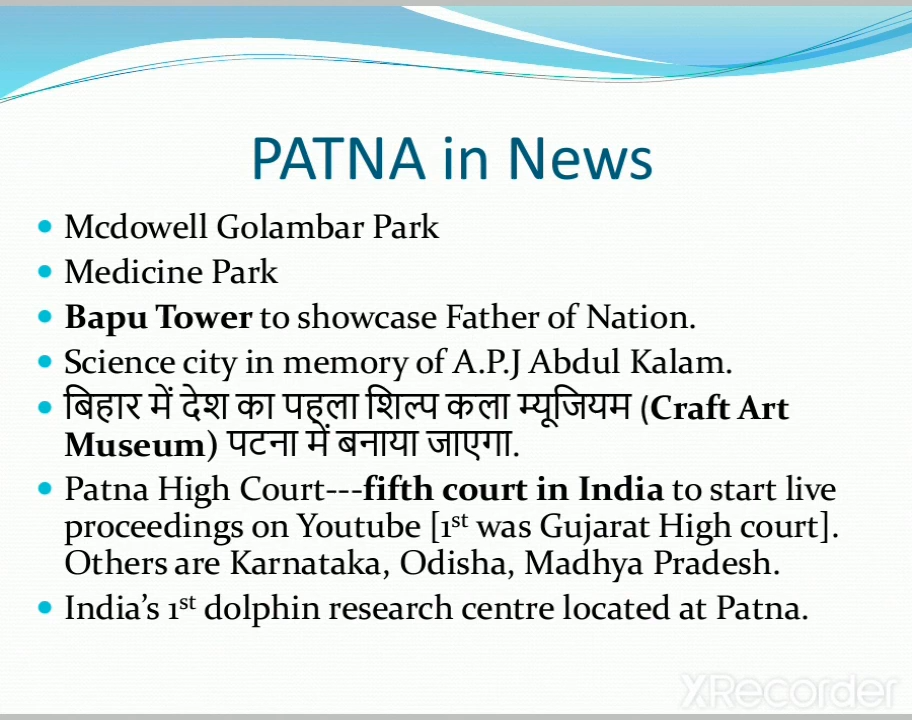 PATNA in News
Mcdowell Golambar Park
Medicine Park
Bapu Tower to showcase Father of Nation.
Science city in memory of A.P.J Abdul Kalam.
बिहार में देश का पहला शिल्प कला म्यूजियम (Craft Art
Museum) पटना में बनाया जाएगा.
Patna High Court---fifth court in India to start live
proceedings on Youtube [1st was Gujarat High court].
Others are Karnataka, Odisha, Madhya Pradesh.
India's 1st dolphin research centre located at Patna.
XRecorder